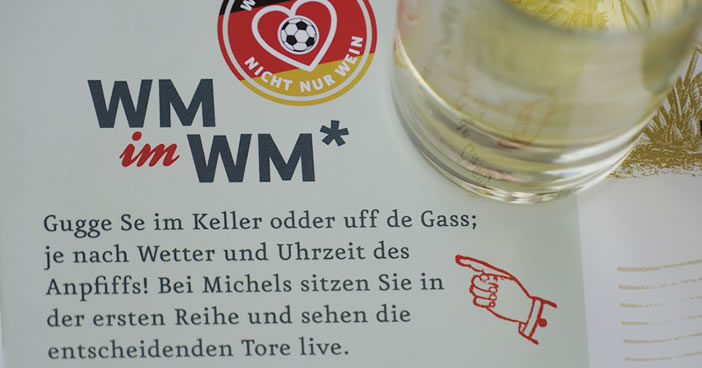 NICHT NUR WEIN
WM
im WM*
Gugge Se im Keller odder uff de Gass;
je nach Wetter und Uhrzeit des
Anpfiffs! Bei Michels sitzen Sie in
der ersten Reihe und sehen die
entscheidenden Tore live.